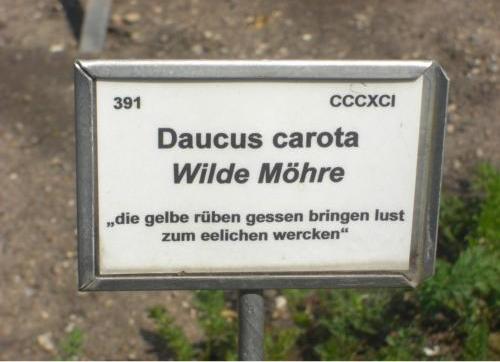 391 CCCXCI
Daucus carota
Wilde Möhre
„die gelbe rüben gessen bringen lust
zum eelichen wercken“